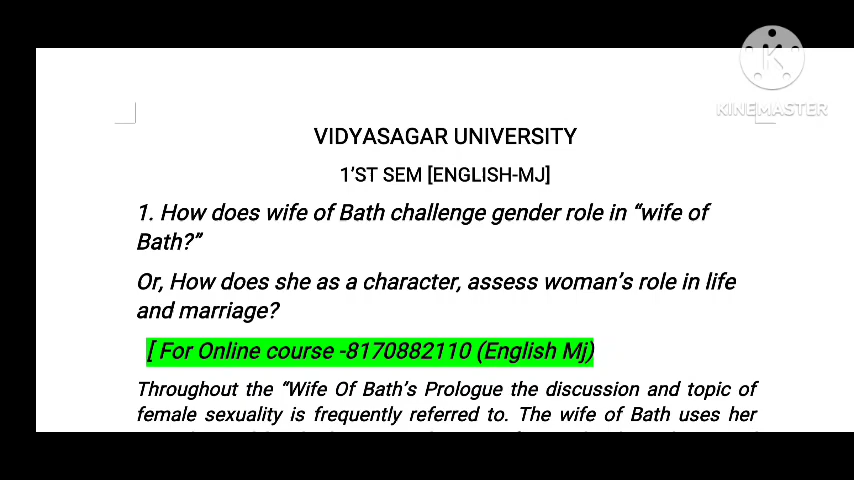 K
KINEMASTER
VIDYASAGAR UNIVERSITY
1'ST SEM [ENGLISH-MJ]
1. How does wife of Bath challenge gender role in “wife of
Bath?”
Or, How does she as a character, assess woman's role in life
and marriage?
[ For Online course -8170882110 (English Mj)
Throughout the “Wife Of Bath's Prologue the discussion and topic of
female sexuality is frequently referred to. The wife of Bath uses her